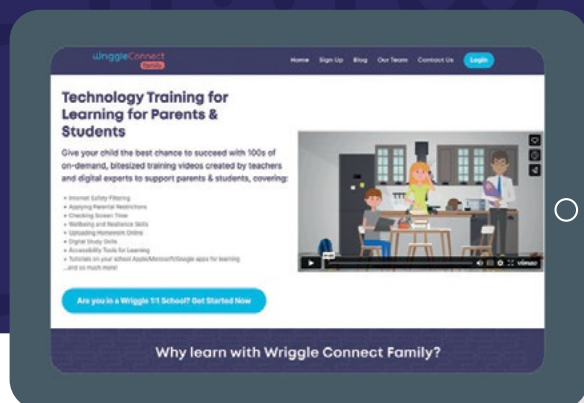 WriggleConnect
family
Home Sign Up Blog Our Team Contact Us Login
Technology Training for
Learning for Parents &
Students
Give your child the best chance to succeed with 100s of
on-demand, bitesized training videos created by teachers
and digital experts to support parents & students, covering:
• Internet Safety Filtering
• Applying Parental Restrictions
• Checking Screen Time
• Wellbeing and Resilience Skills
• Uploading Homework Online
• Digital Study Skills
• Accessibility Tools for Learning
• Tutorials on your school Apple/Microsoft/Google apps for learning
...and so much more!
vimeo
Are you in a Wriggle 1:1 School? Get Started Now
Why learn with Wriggle Connect Family?